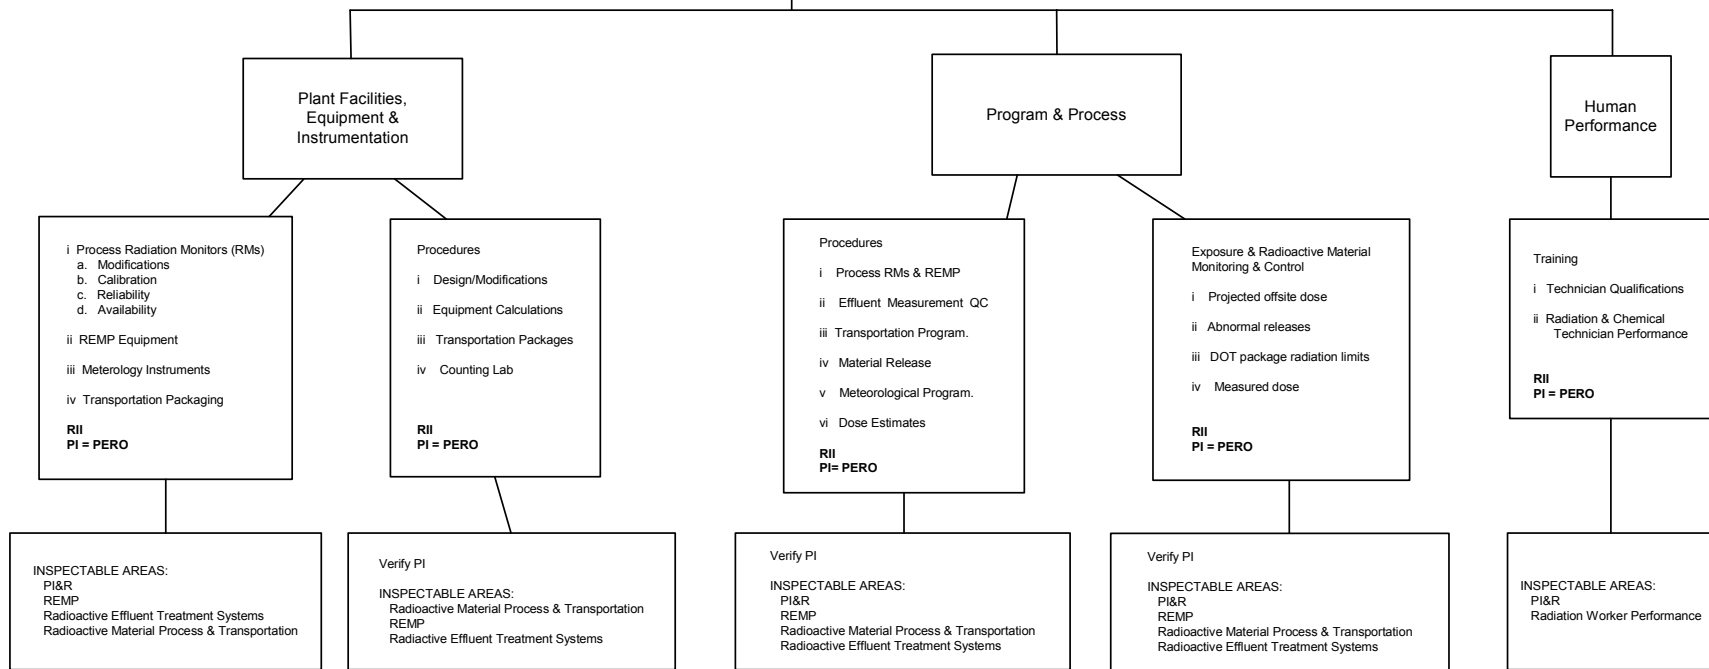 Plant Facilities,
Equipment &
Instrumentation
Program & Process
Human
Performance
i Process Radiation Monitors (RMs)
a. Modifications
b. Calibration
c. Reliability
d. Availability
ii REMP Equipment
iii Meterology Instruments
iv Transportation Packaging
RII
PI = PERO
Procedures
i Design/Modifications
ii Equipment Calculations
iii Transportation Packages
iv Counting Lab
RII
PI = PERO
Procedures
i Process RMs & REMP
ii Effluent Measurement QC
iii Transportation Program.
iv Material Release
v Meteorological Program.
vi Dose Estimates
RII
PI= PERO
Exposure & Radioactive Material
Monitoring & Control
i Projected offsite dose
ii Abnormal releases
iii DOT package radiation limits
iv Measured dose
RII
PI = PERO
Training
i Technician Qualifications
ii Radiation & Chemical
Technician Performance
RII
PI = PERO
INSPECTABLE AREAS:
PI&R
REMP
Radioactive Effluent Treatment Systems
Radioactive Material Process & Transportation
Verify PI
INSPECTABLE AREAS:
Radioactive Material Process & Transportation
REMP
Radiactive Effluent Treatment Systems
Verify PI
INSPECTABLE AREAS:
PI&R
REMP
Radioactive Material Process & Transportation
Radioactive Effluent Treatment Systems
Verify PI
INSPECTABLE AREAS:
PI&R
REMP
Radioactive Material Process & Transportation
Radioactive Effluent Treatment Systems
INSPECTABLE AREAS:
PI&R
Radiation Worker Performance